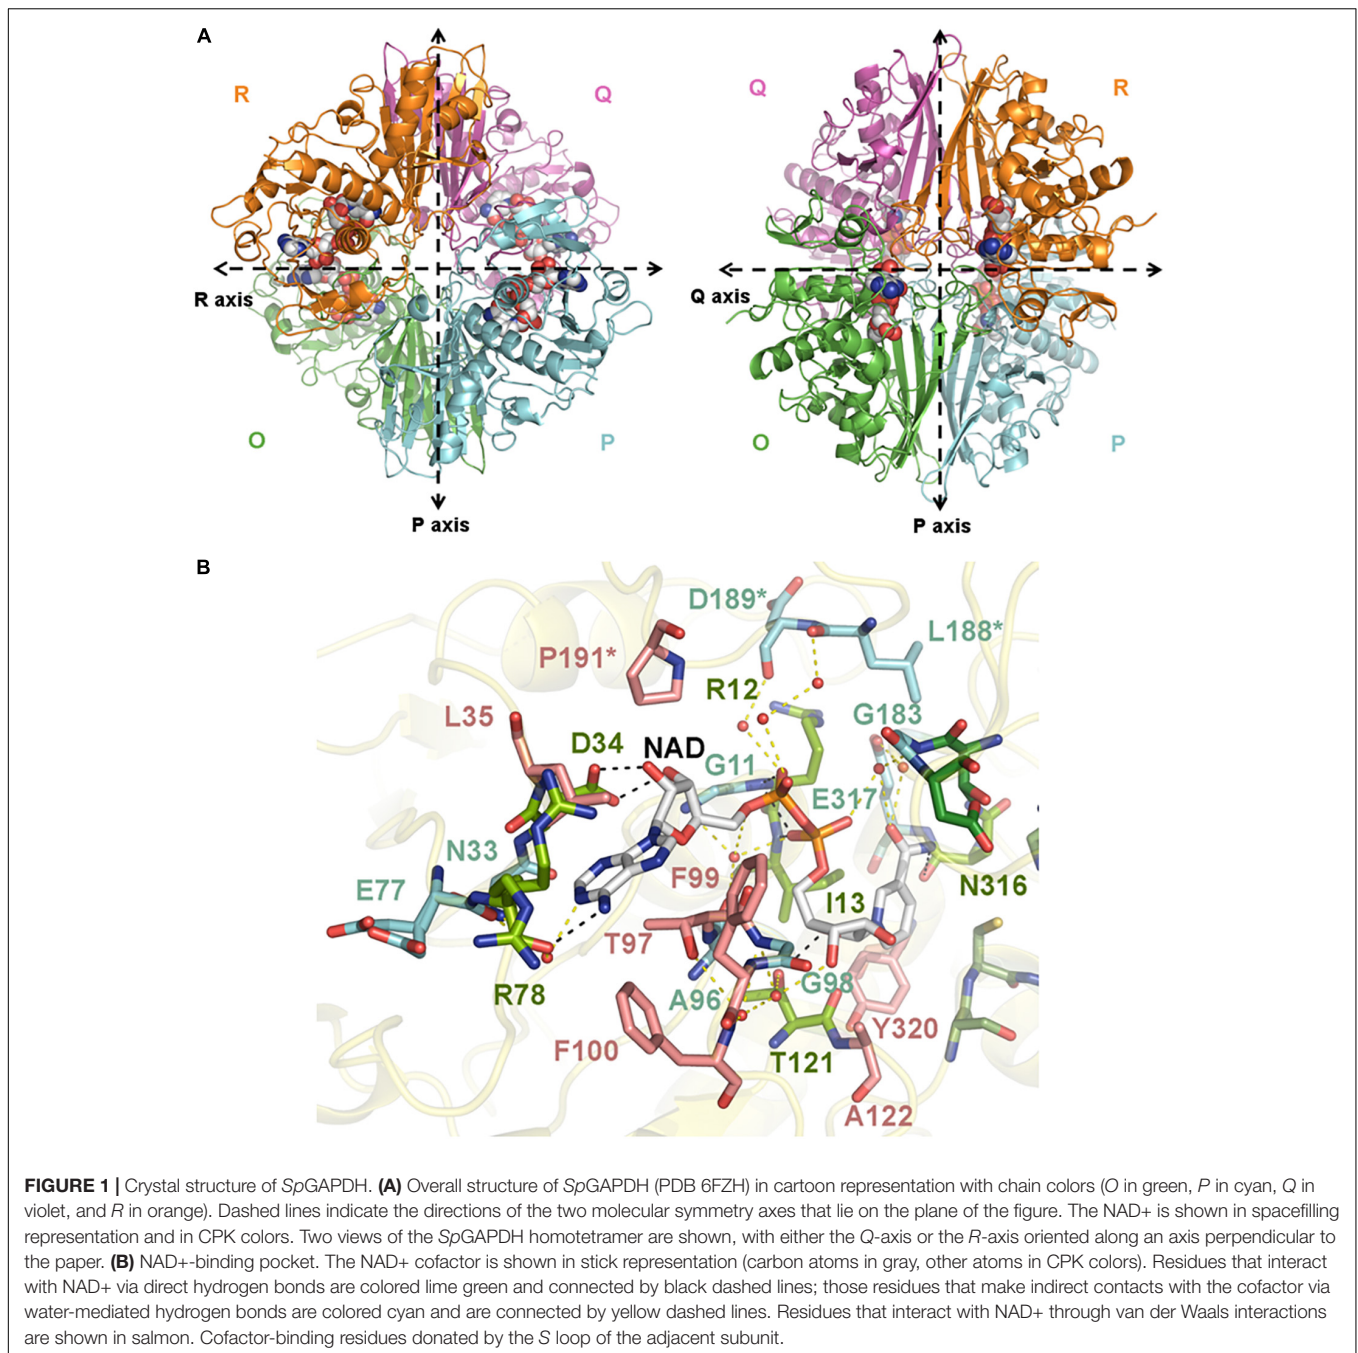 A
R
Q
Q
R
R axis
Q axis
O
P
O
P
P axis
P axis
B
D189*
L188*
P191*
R12
L35
G183
D34
NAD
G11
E317
N33
F99
E77
I13
N316
T97
R78
A96
G98
Y320
F100
T121
A122
FIGURE 1 | Crystal structure of SpGAPDH. (A) Overall structure of SpGAPDH (PDB 6FZH) in cartoon representation with chain colors (O in green, P in cyan, Q in
violet, and R in orange). Dashed lines indicate the directions of the two molecular symmetry axes that lie on the plane of the figure. The NAD+ is shown in spacefilling
representation and in CPK colors. Two views of the SpGAPDH homotetramer are shown, with either the Q-axis or the R-axis oriented along an axis perpendicular to
the paper. (B) NAD+-binding pocket. The NAD+ cofactor is shown in stick representation (carbon atoms in gray, other atoms in CPK colors). Residues that interact
with NAD+ via direct hydrogen bonds are colored lime green and connected by black dashed lines; those residues that make indirect contacts with the cofactor via
water-mediated hydrogen bonds are colored cyan and are connected by yellow dashed lines. Residues that interact with NAD+ through van der Waals interactions
are shown in salmon. Cofactor-binding residues donated by the S loop of the adjacent subunit.